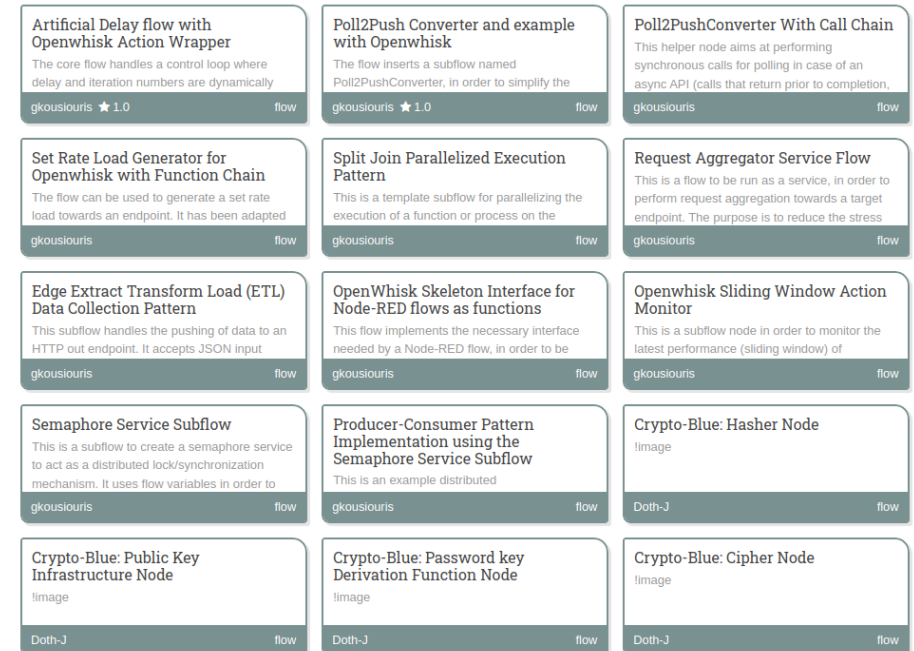 Artificial Delay flow with
Openwhisk Action Wrapper
The core flow handles a control loop where
delay and iteration numbers are dynamically
gkousiouris ★ 1.0 flow
Poll2Push Converter and example
with Openwhisk
The flow inserts a subflow named
Poll2PushConverter, in order to simplify the
gkousiouris ★ 1.0 flow
Poll2PushConverter With Call Chain
This helper node aims at performing
synchronous calls for polling in case of an
async API (calls that return prior to completion,
gkousiouris flow
Set Rate Load Generator for
Openwhisk with Function Chain
The flow can be used to generate a set rate
load towards an endpoint. It has been adapted
gkousiouris flow
Split Join Parallelized Execution
Pattern
This is a template subflow for parallelizing the
execution of a function or process on the
gkousiouris flow
Request Aggregator Service Flow
This is a flow to be run as a service, in order to
perform request aggregation towards a target
endpoint. The purpose is to reduce the stress
gkousiouris flow
Edge Extract Transform Load (ETL)
Data Collection Pattern
This subflow handles the pushing of data to an
HTTP out endpoint. It accepts JSON input
gkousiouris flow
OpenWhisk Skeleton Interface for
Node-RED flows as functions
This flow implements the necessary interface
needed by a Node-RED flow, in order to be
gkousiouris flow
Openwhisk Sliding Window Action
Monitor
This is a subflow node in order to monitor the
latest performance (sliding window) of
gkousiouris flow
Semaphore Service Subflow
This is a subflow to create a semaphore service
to act as a distributed lock/synchronization
mechanism. It uses flow variables in order to
gkousiouris flow
Producer-Consumer Pattern
Implementation using the
Semaphore Service Subflow
This is an example distributed
gkousiouris flow
Crypto-Blue: Hasher Node
!image
Doth-J flow
Crypto-Blue: Public Key
Infrastructure Node
!image
Doth-J flow
Crypto-Blue: Password key
Derivation Function Node
!image
Doth-J flow
Crypto-Blue: Cipher Node
!image
Doth-J flow